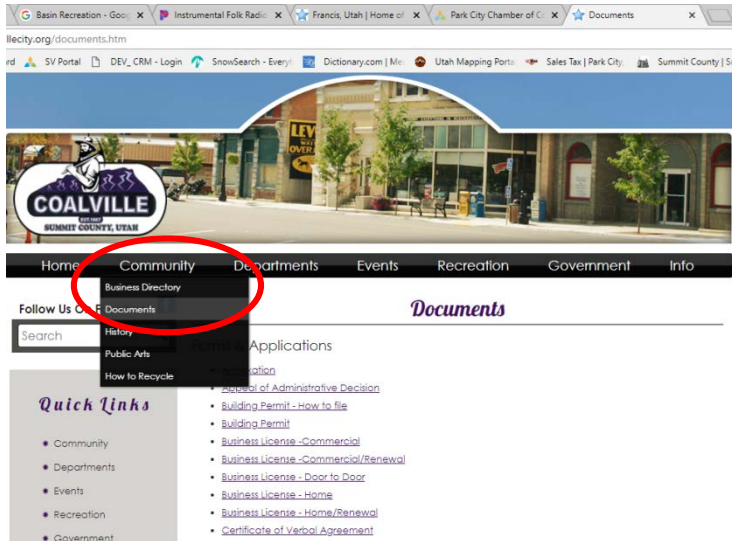 Basin Recreation - Goog
Instrumental Folk Radio
Francis, Utah | Home of
Park City Chamber of C
Documents
llecity.org/documents.htm
rd
SV Portal
DEV_ CRM - Login
SnowSearch - Every
Dictionary.com | Me
Utah Mapping Porta
Sales Tax | Park City,
Summit County | S
LEV
OVER
COALVILLE
EST. 1867
SUMMIT COUNTY, UTAH
Home Community Departments Events Recreation Government Info
Business Directory
Documents
History
Public Arts
How to Recycle
Follow Us O
Search
Documents
& Applications
Appeal of Administrative Decision
Building Permit - How to file
Building Permit
Business License -Commercial
Business License -Commercial/Renewal
Business License - Door to Door
Business License - Home
Business License - Home/Renewal
Certificate of Verbal Agreement
Quick Links
Community
Departments
Events
Recreation
Government